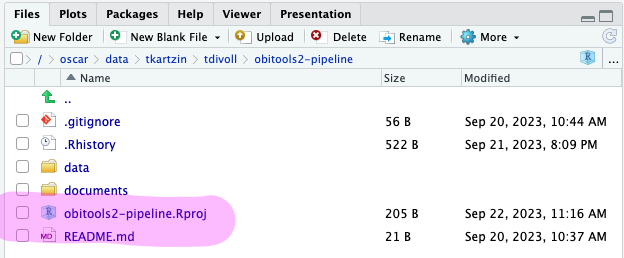 Files Plots Packages Help Viewer Presentation
New Folder New Blank File Upload Delete Rename More
/ oscar data tkartzin tdivoll obitools2-pipeline R ...
Name Size Modified
..
.gitignore 56 B Sep 20, 2023, 10:44 AM
.Rhistory 522 B Sep 21, 2023, 8:09 PM
data
documents
R obitools2-pipeline.Rproj 205 B Sep 22, 2023, 11:16 AM
MD README.md 21 B Sep 20, 2023, 10:37 AM